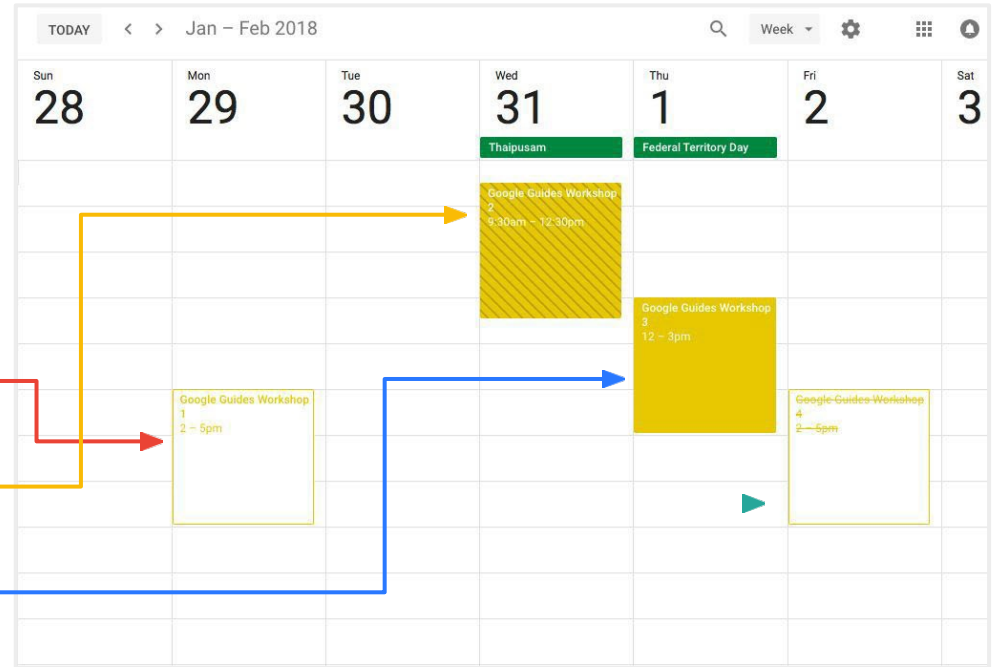 TODAY
Jan – Feb 2018
Week
Sun
28
Mon
29
Tue
30
Wed
31
Thu
1
Fri
2
Sat
3
Thaipusam
Federal Territory Day
Google Guides Workshop
2
9:30am – 12:30pm
Google Guides Workshop
3
12 – 3pm
Google Guides Workshop
1
2 – 5pm
Google Guides Workshop
4
2 – 5pm